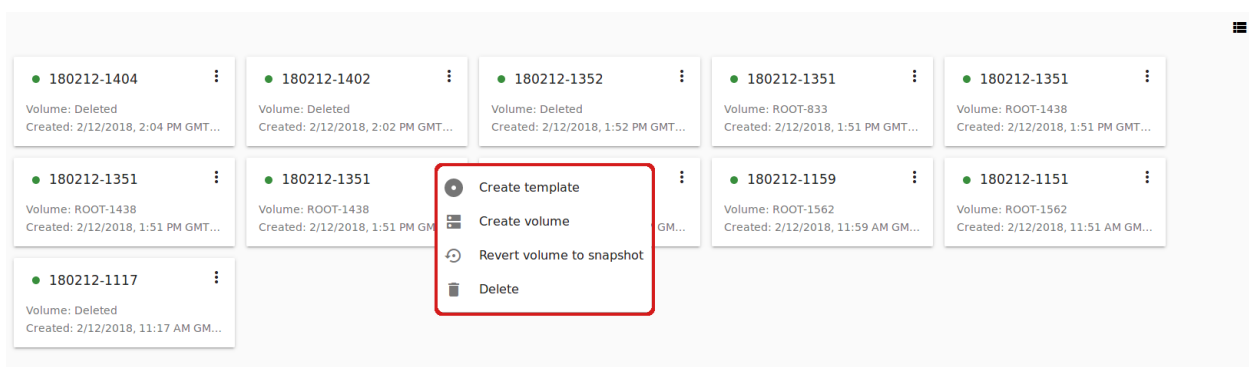 180212-1404
Volume: Deleted
Created: 2/12/2018, 2:04 PM GMT...
180212-1402
Volume: Deleted
Created: 2/12/2018, 2:02 PM GMT...
180212-1352
Volume: Deleted
Created: 2/12/2018, 1:52 PM GMT...
180212-1351
Volume: ROOT-833
Created: 2/12/2018, 1:51 PM GMT...
180212-1351
Volume: ROOT-1438
Created: 2/12/2018, 1:51 PM GMT...
180212-1351
Volume: ROOT-1438
Created: 2/12/2018, 1:51 PM GMT...
180212-1351
Volume: ROOT-1438
Created: 2/12/2018, 1:51 PM GM
Create template
Create volume
Revert volume to snapshot
Delete
GM...
180212-1159
Volume: ROOT-1562
Created: 2/12/2018, 11:59 AM GM...
180212-1151
Volume: ROOT-1562
Created: 2/12/2018, 11:51 AM GM...
180212-1117
Volume: Deleted
Created: 2/12/2018, 11:17 AM GM...